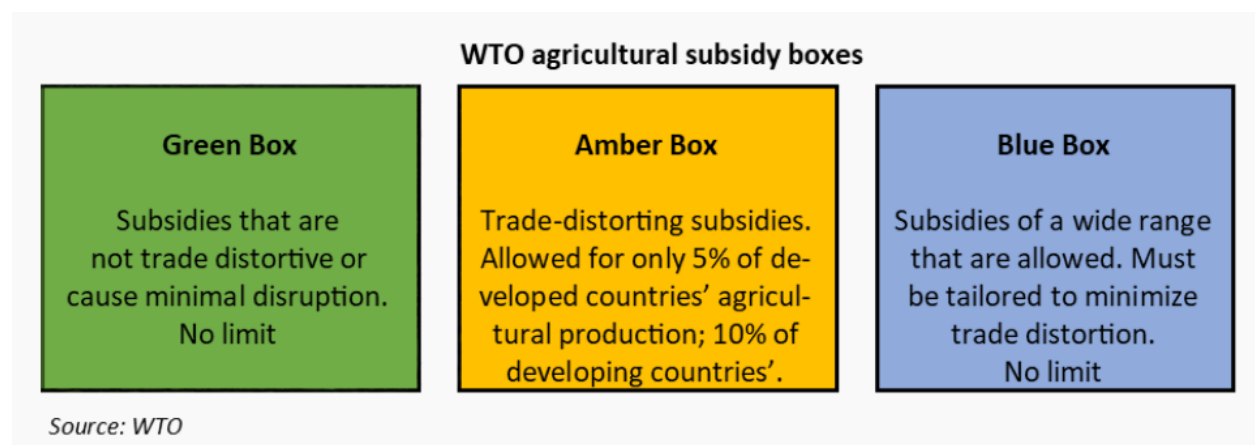 WTO agricultural subsidy boxes
Green Box
Subsidies that are
not trade distortive or
cause minimal disruption.
No limit
Amber Box
Trade-distorting subsidies.
Allowed for only 5% of de-
veloped countries’ agricul-
tural production; 10% of
developing countries’.
Blue Box
Subsidies of a wide range
that are allowed. Must
be tailored to minimize
trade distortion.
No limit
Source: WTO